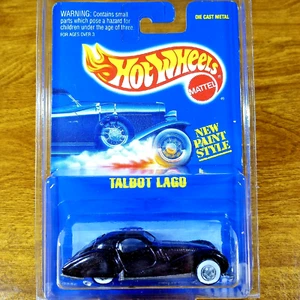 WARNING: Contains small
parts which pose a hazard for
children under the age of three
FOR AGES OVER 3
DIE CAST METAL
Hot Wheels
MATTEL
NEW
PAINT
STYLE
TALBOT LAGO